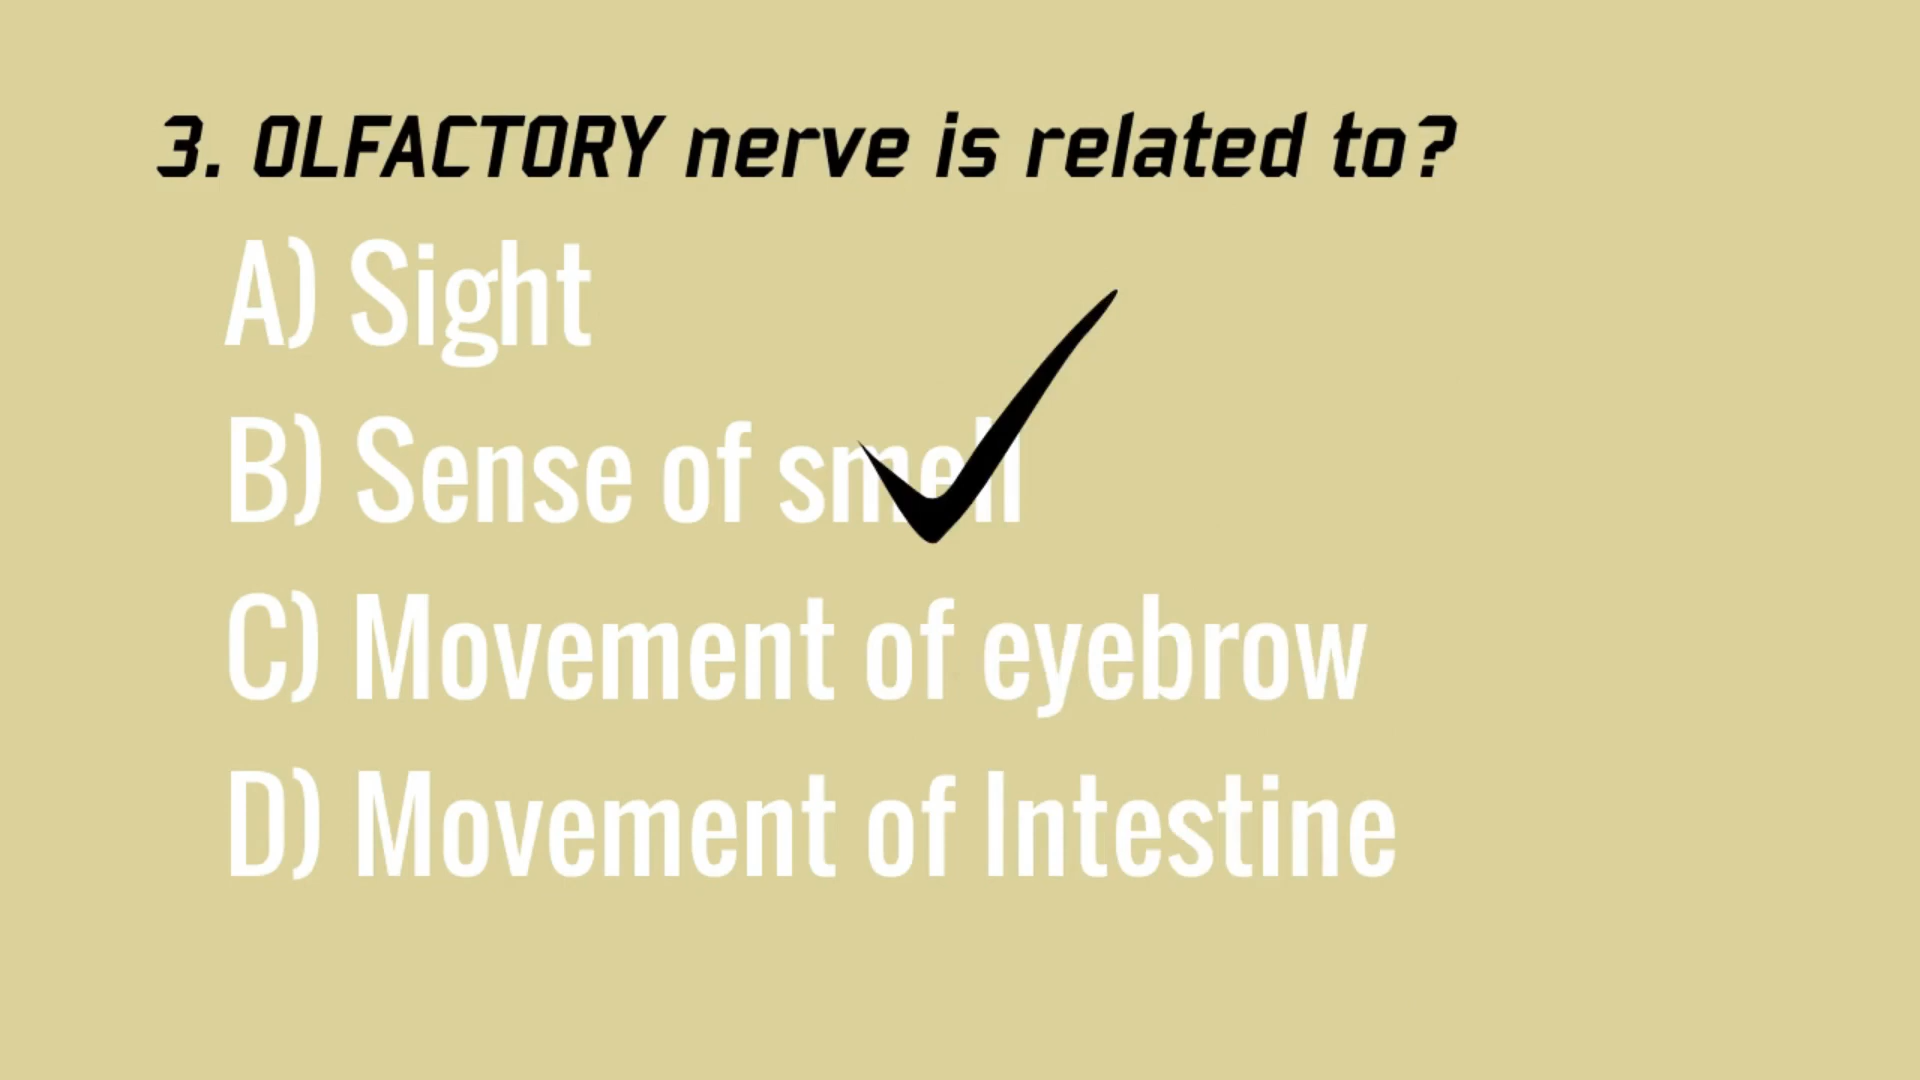 3. OLFACTORY nerve is related to?
A) Sight
B) Sense of smell
C) Movement of eyebrow
D) Movement of Intestine